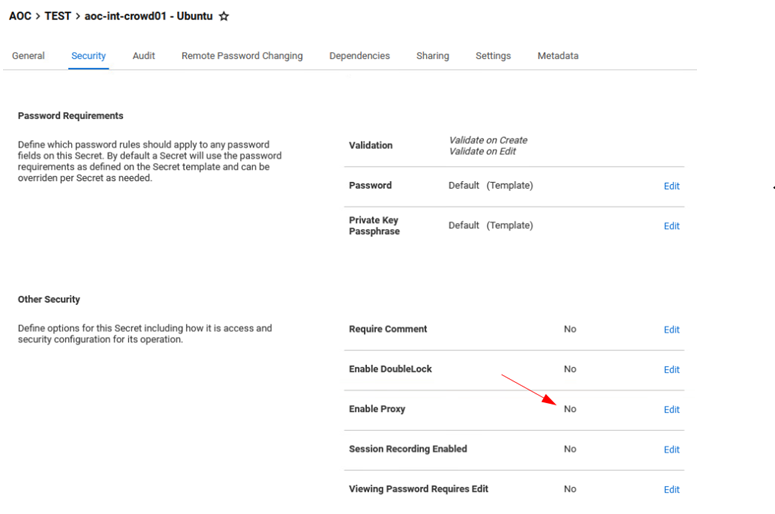 AOC > TEST > aoc-int-crowd01 - Ubuntu ☆
General Security Audit Remote Password Changing Dependencies Sharing Settings Metadata
Password Requirements
Define which password rules should apply to any password
fields on this Secret. By default a Secret will use the password
requirements as defined on the Secret template and can be
overriden per Secret as needed.
Validation
Validate on Create
Validate on Edit
Password Default (Template) Edit
Private Key
Passphrase
Default (Template) Edit
Other Security
Define options for this Secret including how it is access and
security configuration for its operation.
Require Comment No Edit
Enable DoubleLock No Edit
Enable Proxy No Edit
Session Recording Enabled No Edit
Viewing Password Requires Edit No Edit